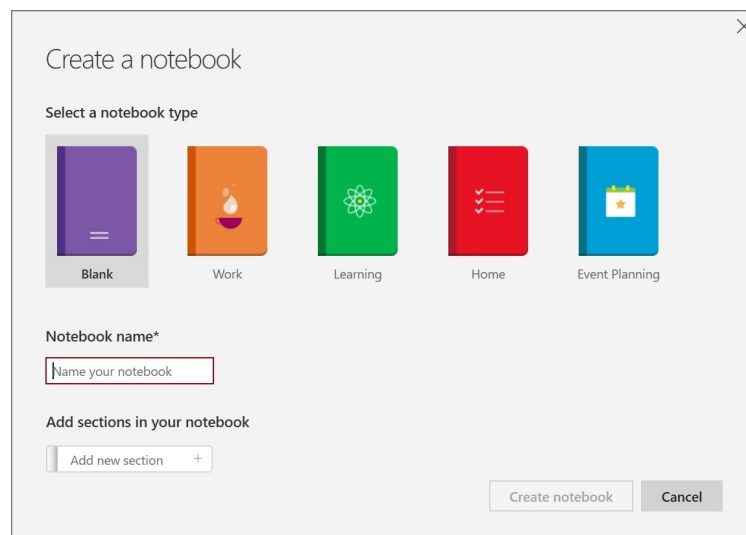 Create a notebook
Select a notebook type
Blank
Work
Learning
Home
Event Planning
Notebook name*
Name your notebook
Add sections in your notebook
Add new section +
Create notebook
Cancel